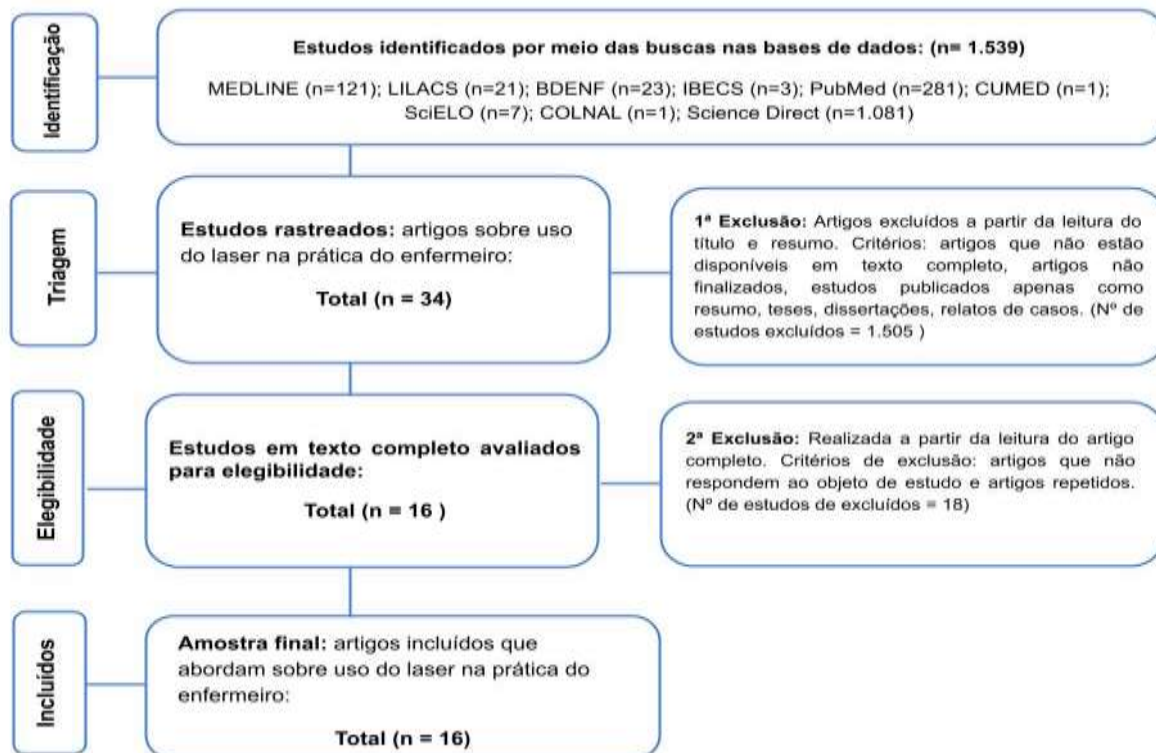 Identificação
Estudos identificados por meio das buscas nas bases de dados: (n= 1.539)
MEDLINE (n=121); LILACS (n=21); BDENF (n=23); IBECS (n=3); PubMed (n=281); CUMED (n=1);
SciELO (n=7); COLNAL (n=1); Science Direct (n=1.081)
Triagem
Estudos rastreados: artigos sobre uso
do laser na prática do enfermeiro:
Total (n = 34)
1ª Exclusão: Artigos excluídos a partir da leitura do
título e resumo. Critérios: artigos que não estão
disponíveis em texto completo, artigos não
finalizados, estudos publicados apenas como
resumo, teses, dissertações, relatos de casos. (Nº de
estudos excluídos = 1.505 )
Elegibilidade
Estudos em texto completo avaliados
para elegibilidade:
Total (n = 16 )
2ª Exclusão: Realizada a partir da leitura do artigo
completo. Critérios de exclusão: artigos que não
respondem ao objeto de estudo e artigos repetidos.
(Nº de estudos de excluídos = 18)
Incluídos
Amostra final: artigos incluídos que
abordam sobre uso do laser na prática do
enfermeiro:
Total (n = 16)